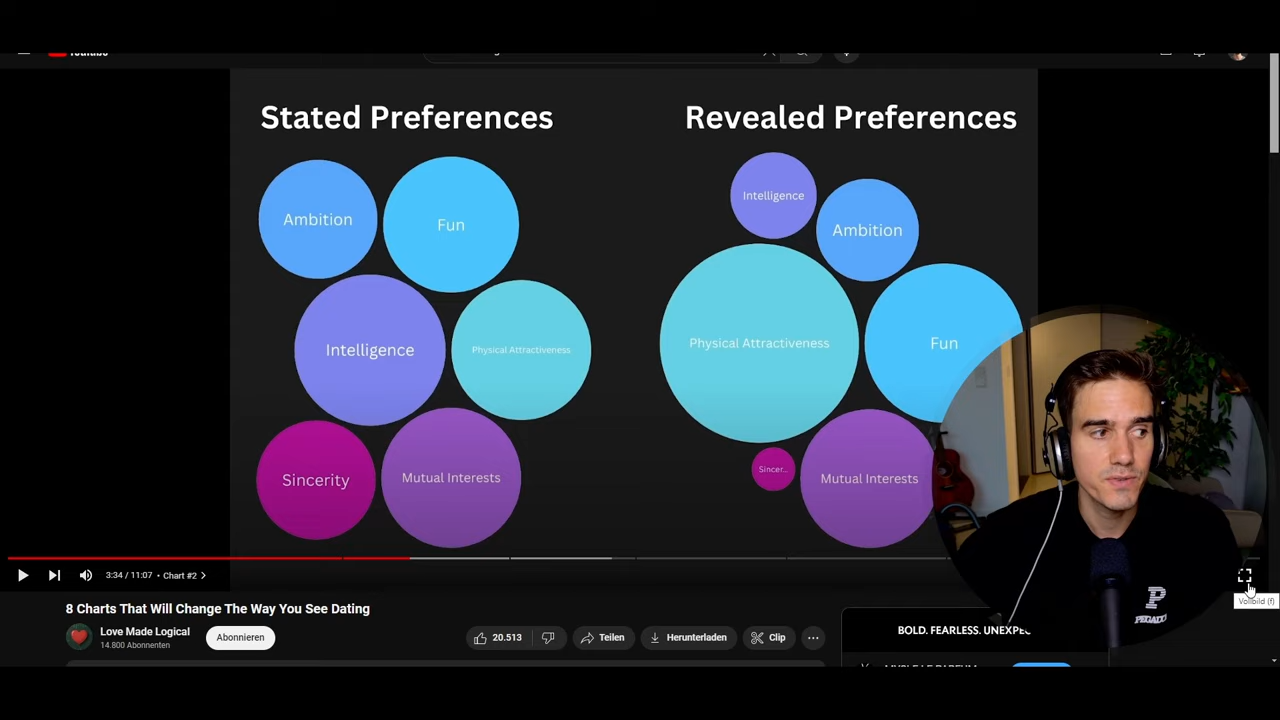 Stated Preferences
Revealed Preferences
Ambition
Fun
Intelligence
Physical Attractiveness
Sincerity
Mutual Interests
Intelligence
Ambition
Physical Attractiveness
Fun
Sincer...
Mutual Interests
3:34 / 11:07 • Chart #2
Vollbild (f)
8 Charts That Will Change The Way You See Dating
Love Made Logical
14.800 Abonnenten
Abonnieren
20.513
Teilen
Herunterladen
Clip
BOLD. FEARLESS.